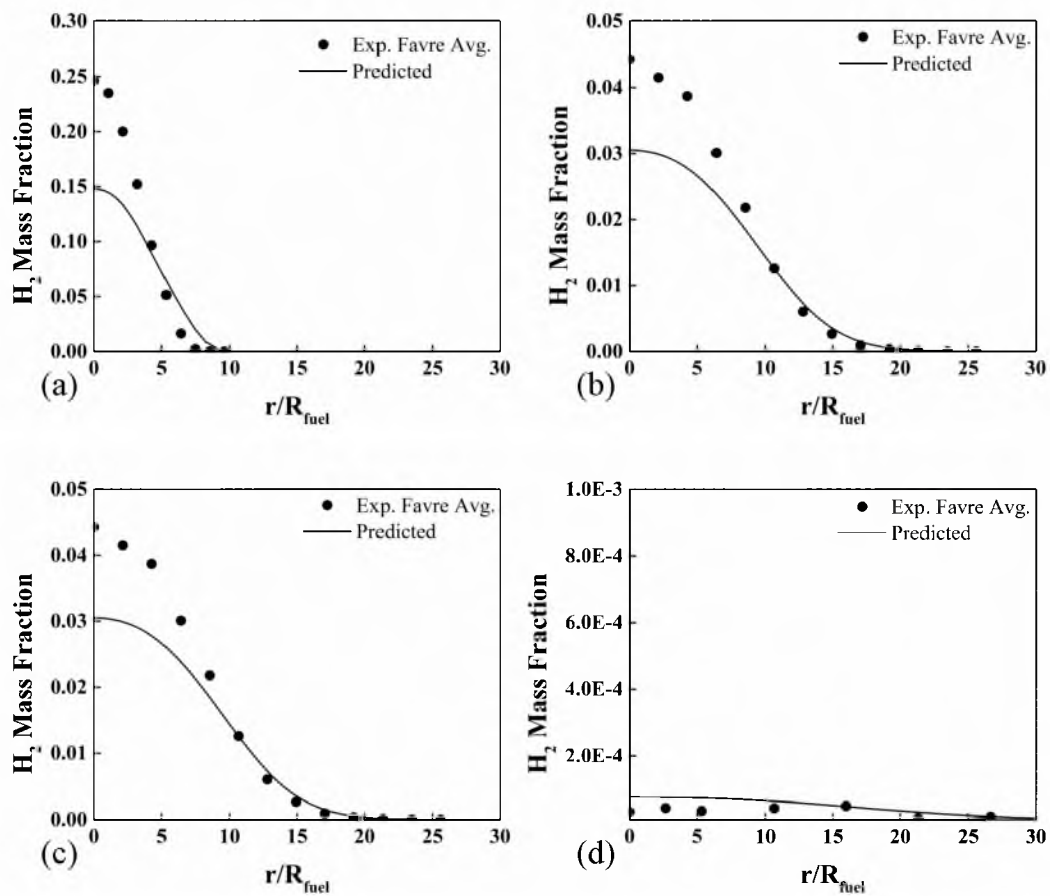 0.30
0.25
0.20
0.15
0.10
0.05
0.00
H₂ Mass Fraction
Exp. Favre Avg.
Predicted
0 5 10 15 20 25 30
r/R_fuel
(a)
0.05
0.04
0.03
0.02
0.01
0.00
H₂ Mass Fraction
Exp. Favre Avg.
Predicted
0 5 10 15 20 25 30
r/R_fuel
(b)
0.05
0.04
0.03
0.02
0.01
0.00
H₂ Mass Fraction
Exp. Favre Avg.
Predicted
0 5 10 15 20 25 30
r/R_fuel
(c)
1.0E-3
8.0E-4
6.0E-4
4.0E-4
2.0E-4
H₂ Mass Fraction
Exp. Favre Avg.
Predicted
0 5 10 15 20 25 30
r/R_fuel
(d)